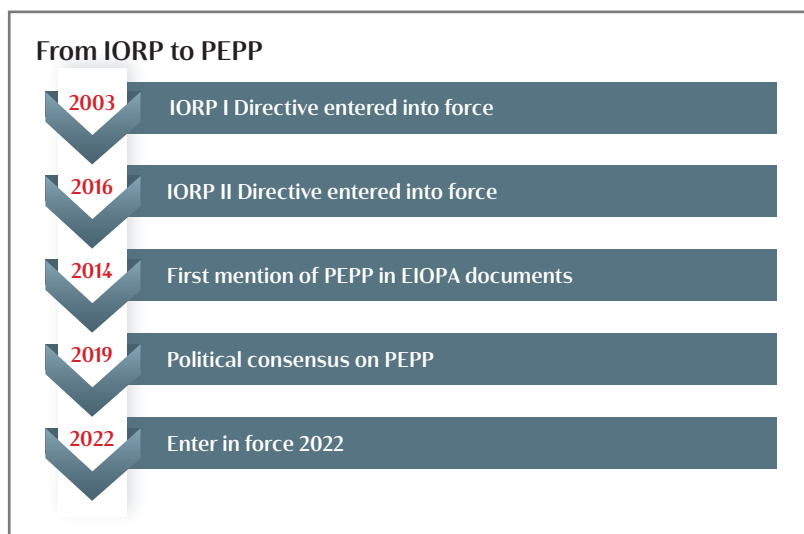 From IORP to PEPP
2003
IORP I Directive entered into force
2016
IORP II Directive entered into force
2014
First mention of PEPP in EIOPA documents
2019
Political consensus on PEPP
2022
Enter in force 2022